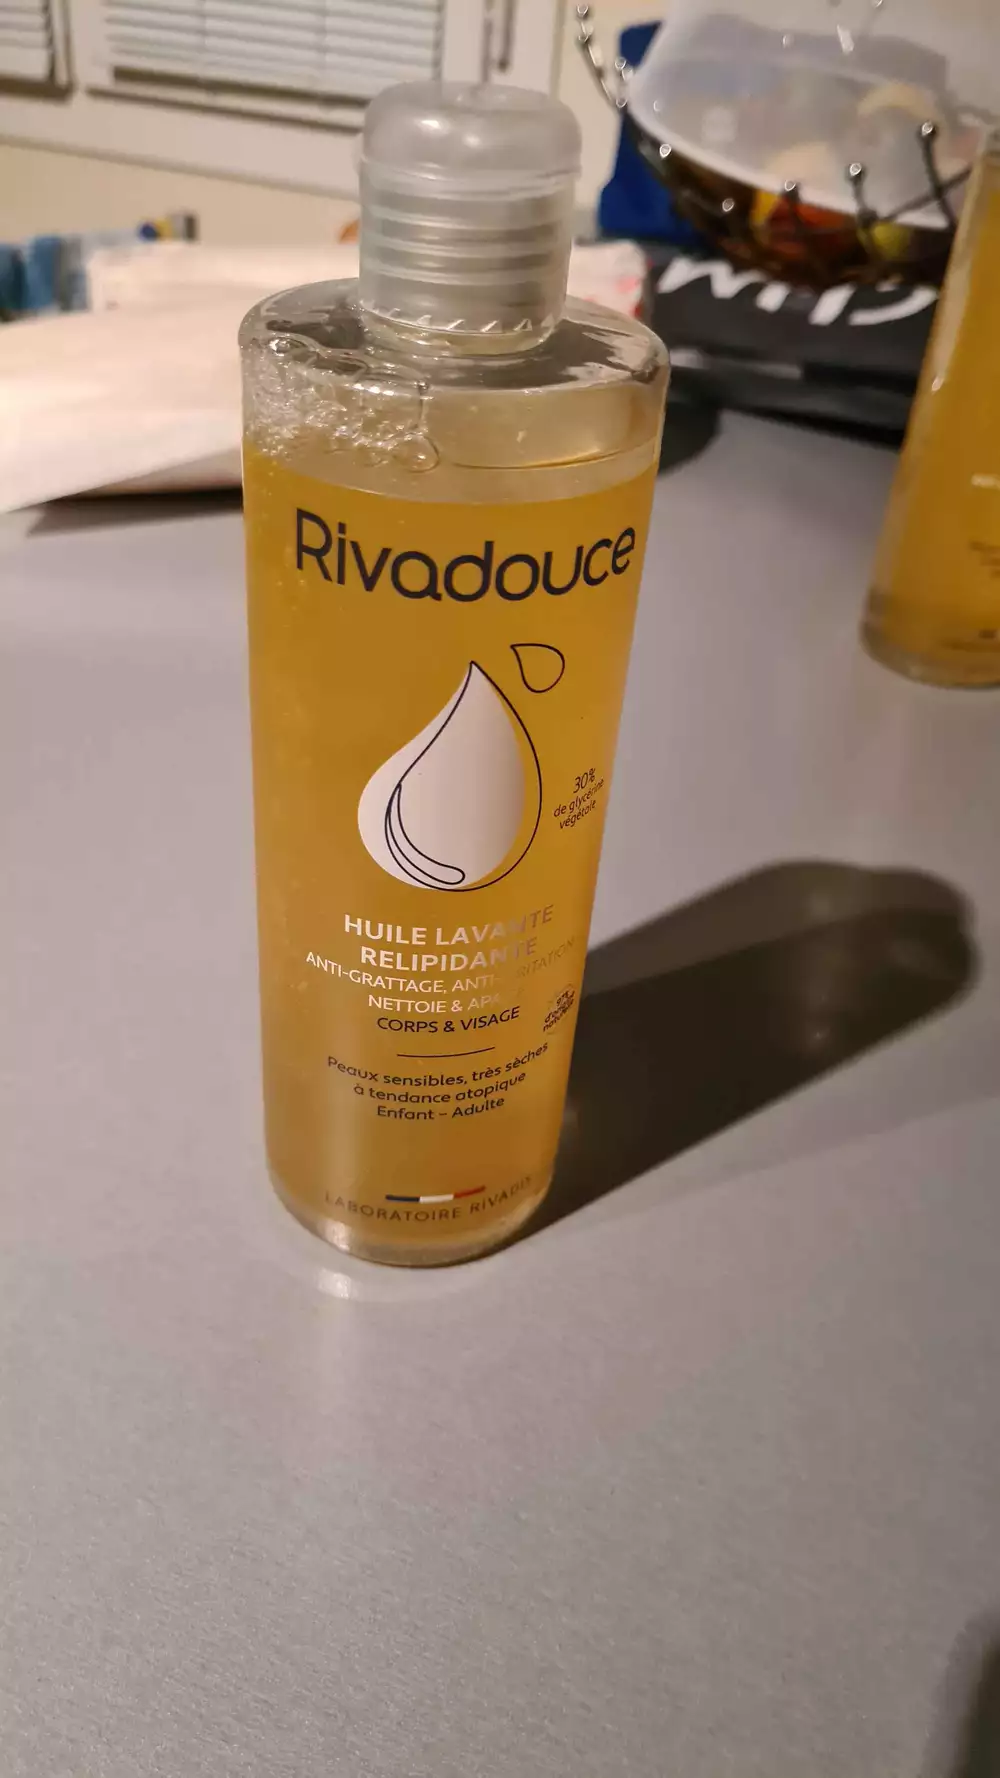 Rivadouce
30%
de glycérine
végétale
HUILE LAVANTE
RELIPIDANTE
ANTI-GRATTAGE, ANTI-
NETTOIE &
CORPS & VISAGE
Peaux sensibles, très sèches
à tendance atopique
Enfant - Adulte
LABORATOIRE RIVADIS